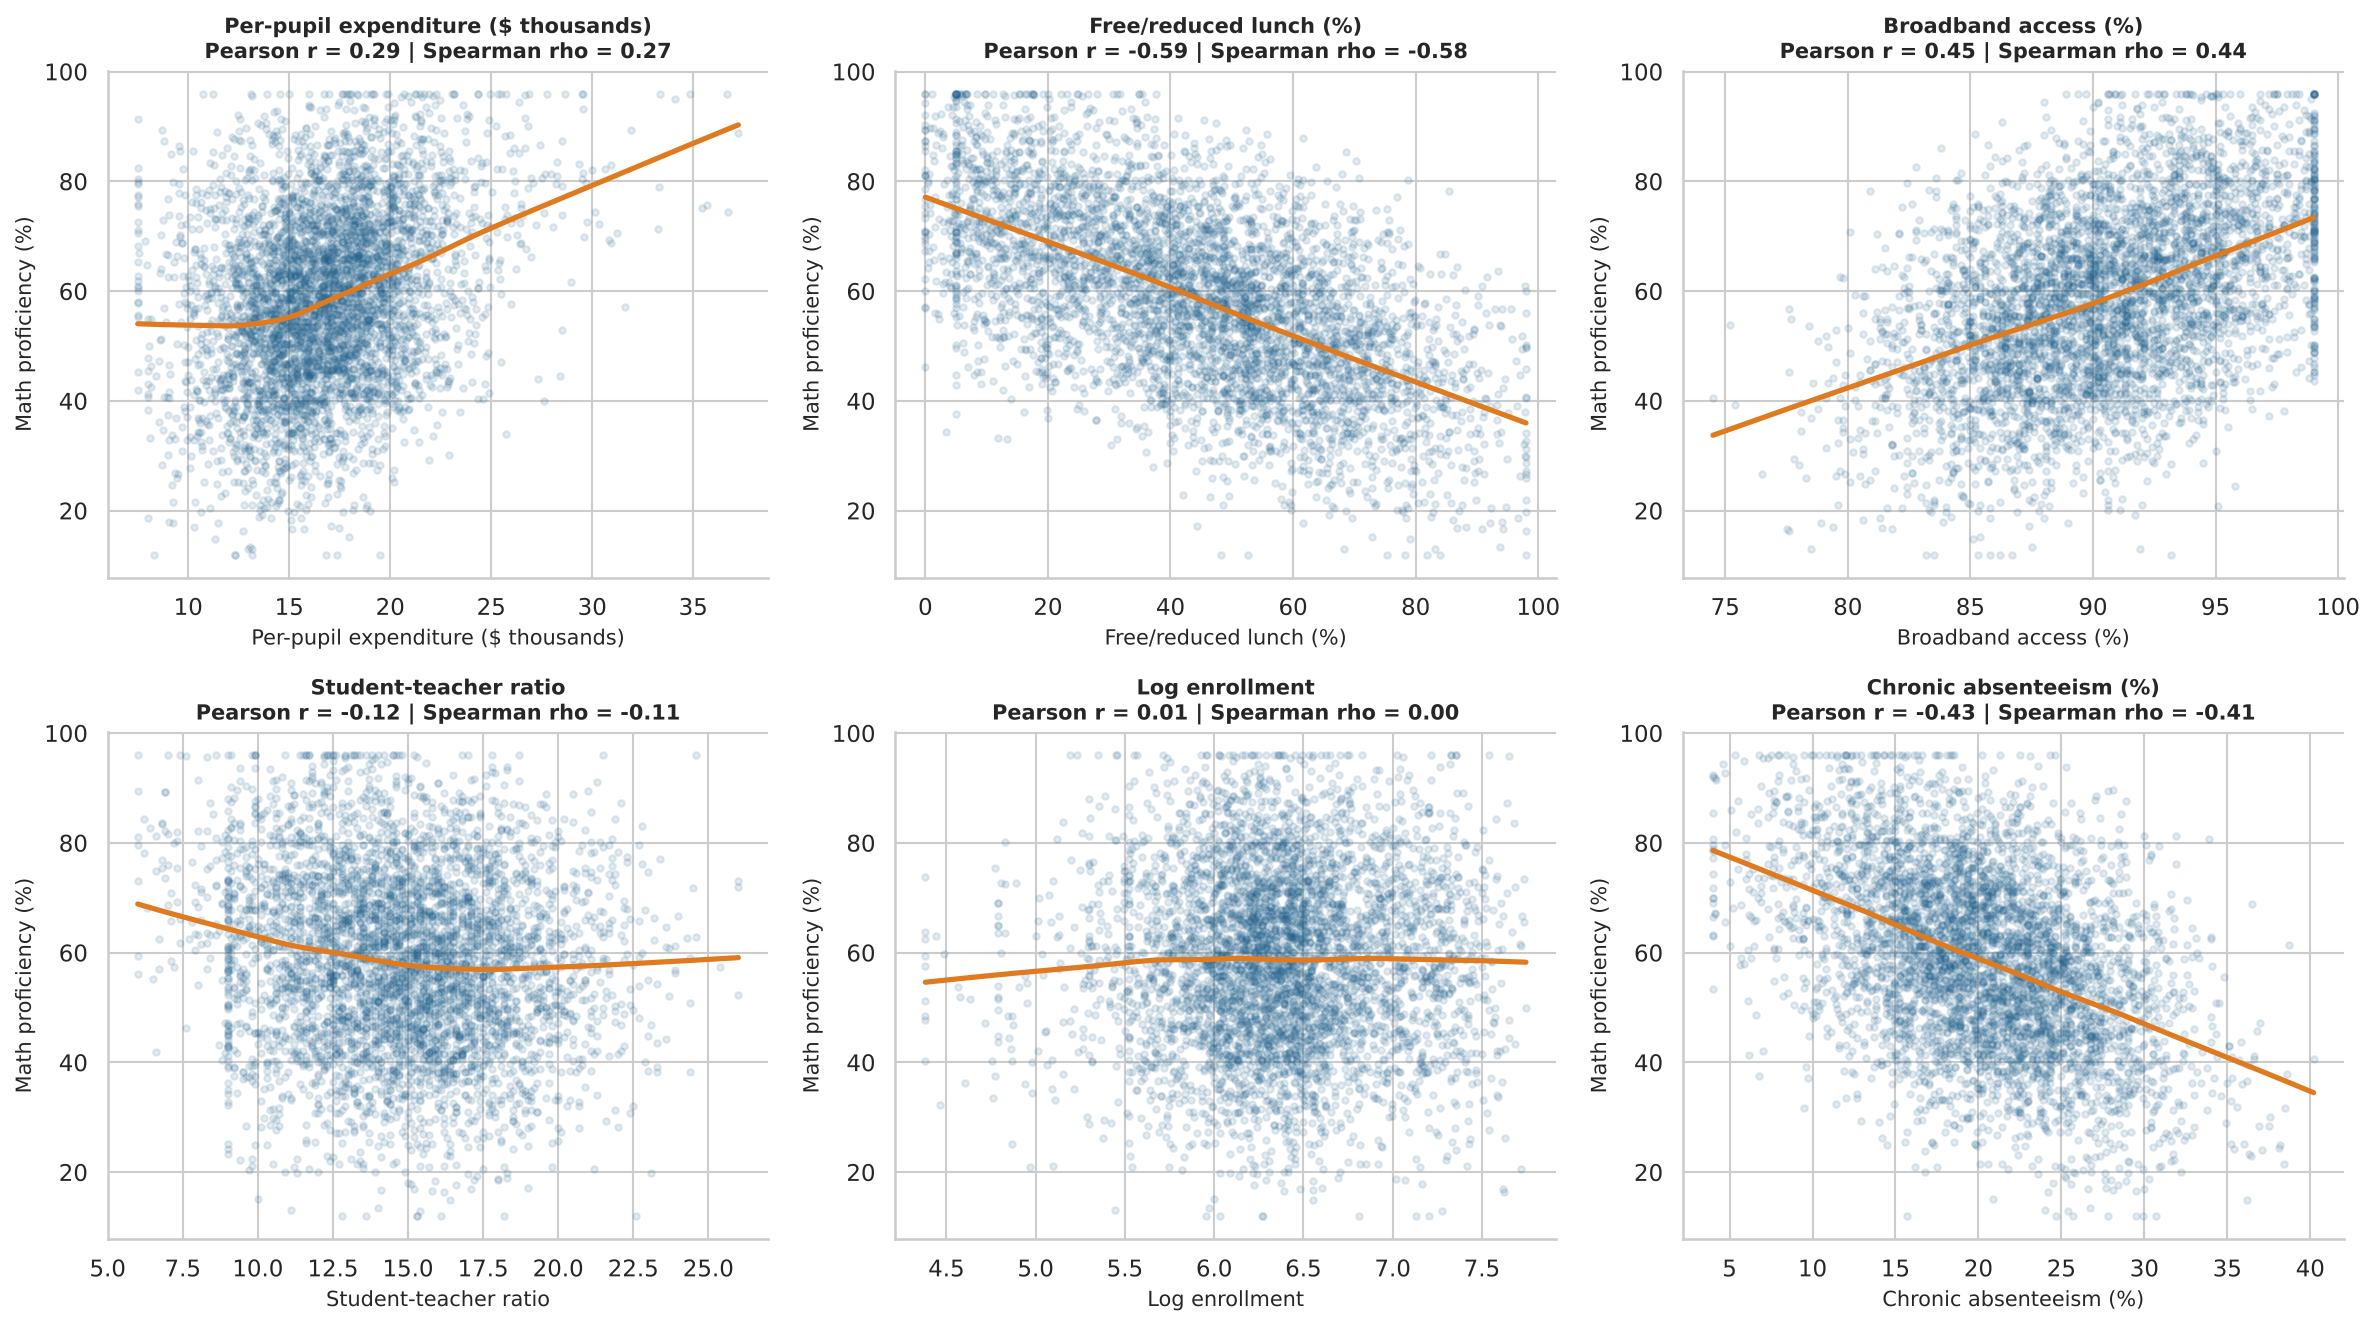 Per-pupil expenditure ($ thousands)
Pearson r = 0.29 | Spearman rho = 0.27
100
80
60
40
20
Math proficiency (%)
10 15 20 25 30 35
Per-pupil expenditure ($ thousands)
Free/reduced lunch (%)
Pearson r = -0.59 | Spearman rho = -0.58
100
80
60
40
20
Math proficiency (%)
0 20 40 60 80 100
Free/reduced lunch (%)
Broadband access (%)
Pearson r = 0.45 | Spearman rho = 0.44
100
80
60
40
20
Math proficiency (%)
75 80 85 90 95 100
Broadband access (%)
Student-teacher ratio
Pearson r = -0.12 | Spearman rho = -0.11
100
80
60
40
20
Math proficiency (%)
5.0 7.5 10.0 12.5 15.0 17.5 20.0 22.5 25.0
Student-teacher ratio
Log enrollment
Pearson r = 0.01 | Spearman rho = 0.00
100
80
60
40
20
Math proficiency (%)
4.5 5.0 5.5 6.0 6.5 7.0 7.5
Log enrollment
Chronic absenteeism (%)
Pearson r = -0.43 | Spearman rho = -0.41
100
80
60
40
20
Math proficiency (%)
5 10 15 20 25 30 35 40
Chronic absenteeism (%)